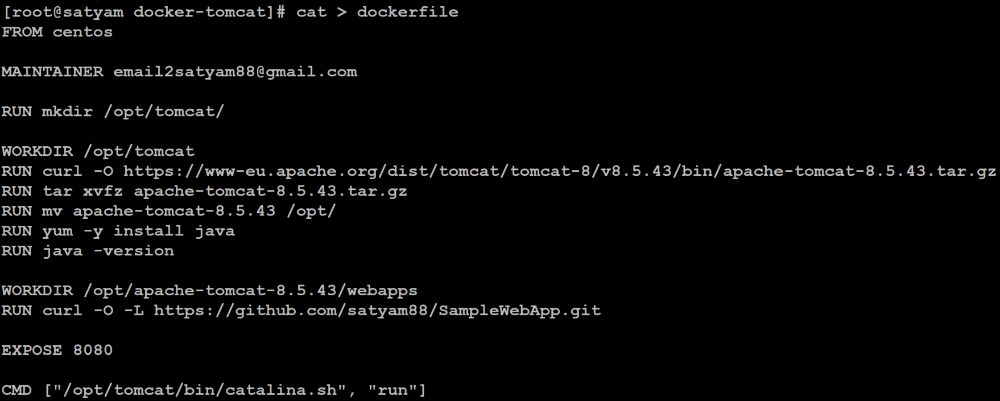 [root@satyam docker-tomcat]# cat > dockerfile
FROM centos
MAINTAINER email2satyam88@gmail.com
RUN mkdir /opt/tomcat/
WORKDIR /opt/tomcat
RUN curl -O https://www-eu.apache.org/dist/tomcat/tomcat-8/v8.5.43/bin/apache-tomcat-8.5.43.tar.gz
RUN tar xvfz apache-tomcat-8.5.43.tar.gz
RUN mv apache-tomcat-8.5.43 /opt/
RUN yum -y install java
RUN java -version
WORKDIR /opt/apache-tomcat-8.5.43/webapps
RUN curl -O -L https://github.com/satyam88/SampleWebApp.git
EXPOSE 8080
CMD ["/opt/tomcat/bin/catalina.sh", "run"]